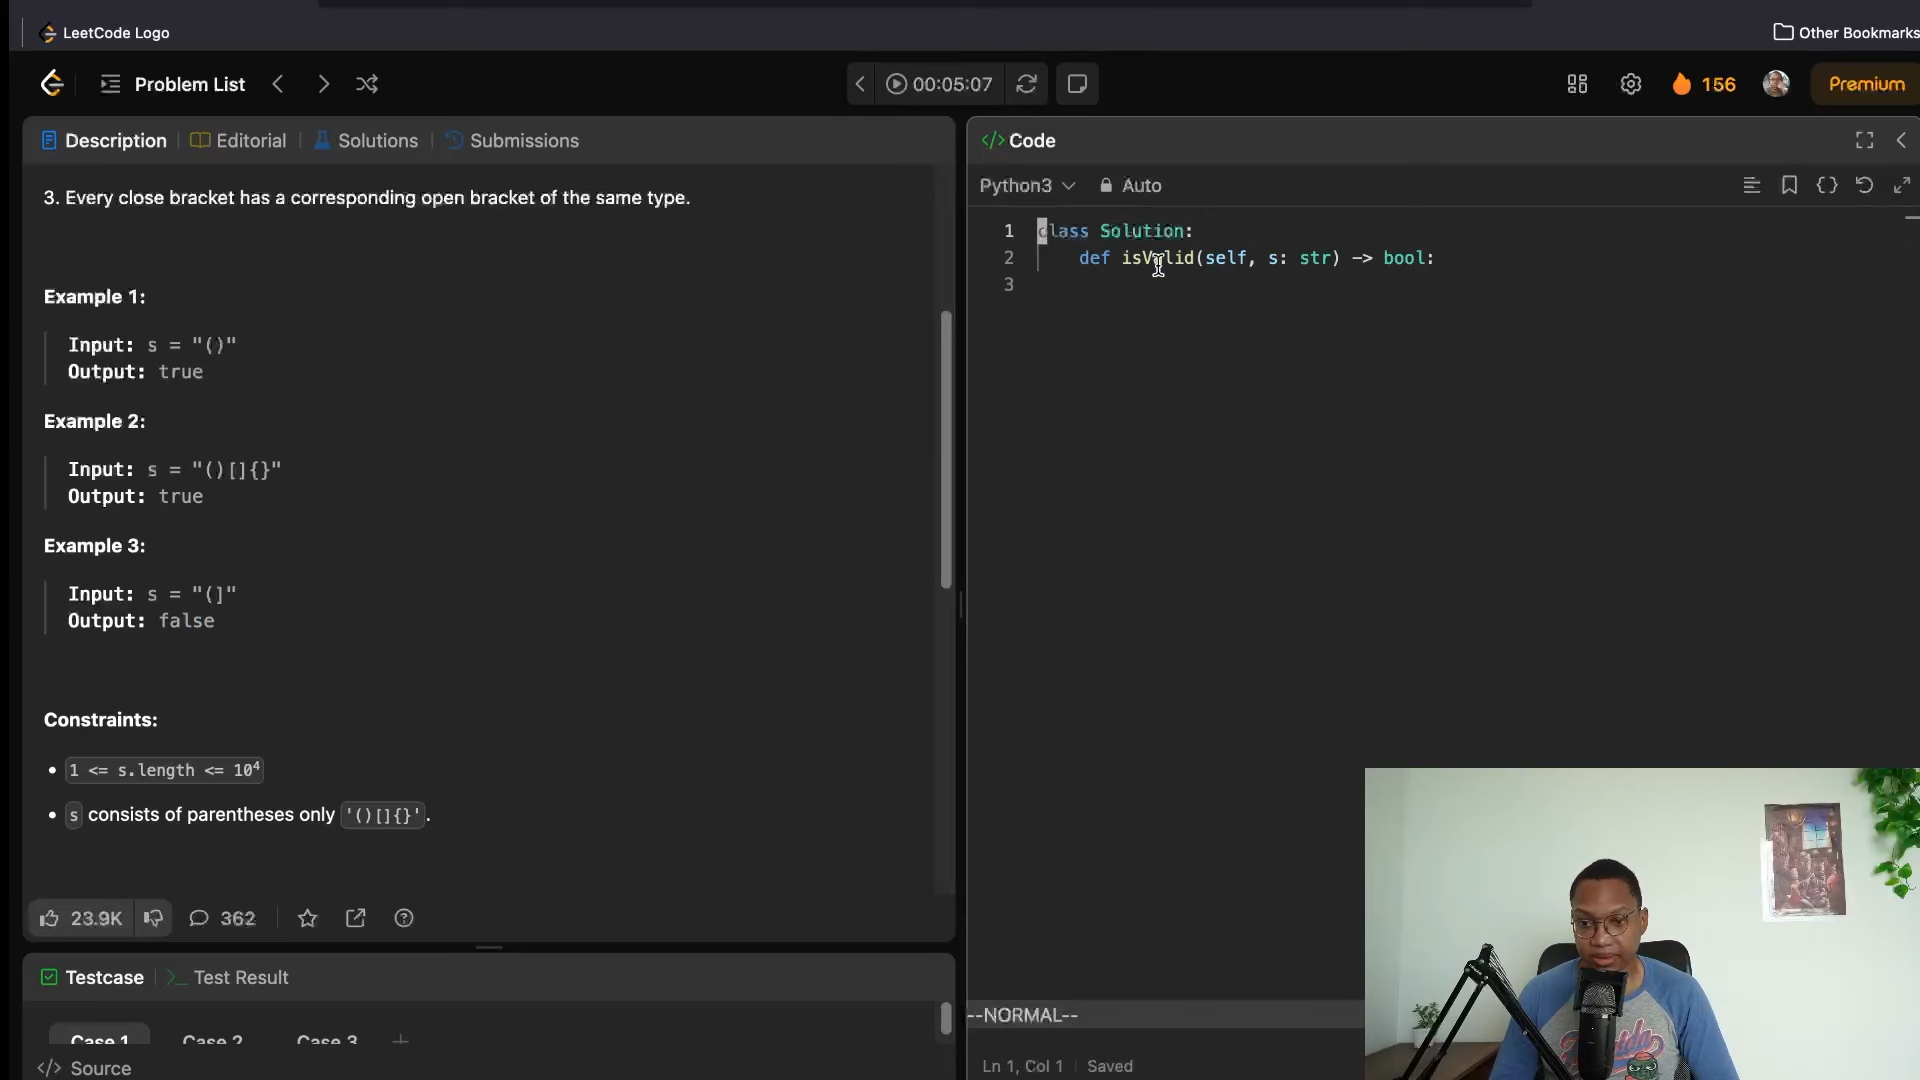 LeetCode Logo
Other Bookmarks
Problem List
00:05:07
156
Premium
Description
Editorial
Solutions
Submissions
3. Every close bracket has a corresponding open bracket of the same type.
Example 1:
Input: s = "()"
Output: true
Example 2:
Input: s = "()[]{}"
Output: true
Example 3:
Input: s = "(]"
Output: false
Constraints:
1 <= s.length <= 10⁴
s consists of parentheses only '()[]{}'.
23.9K
362
Testcase
>_ Test Result
Case 1
Case 2
Case 3
</> Source
</> Code
Python3
Auto
1 class Solution:
2 def isValid(self, s: str) -> bool:
3
--NORMAL--
Ln 1, Col 1
Saved